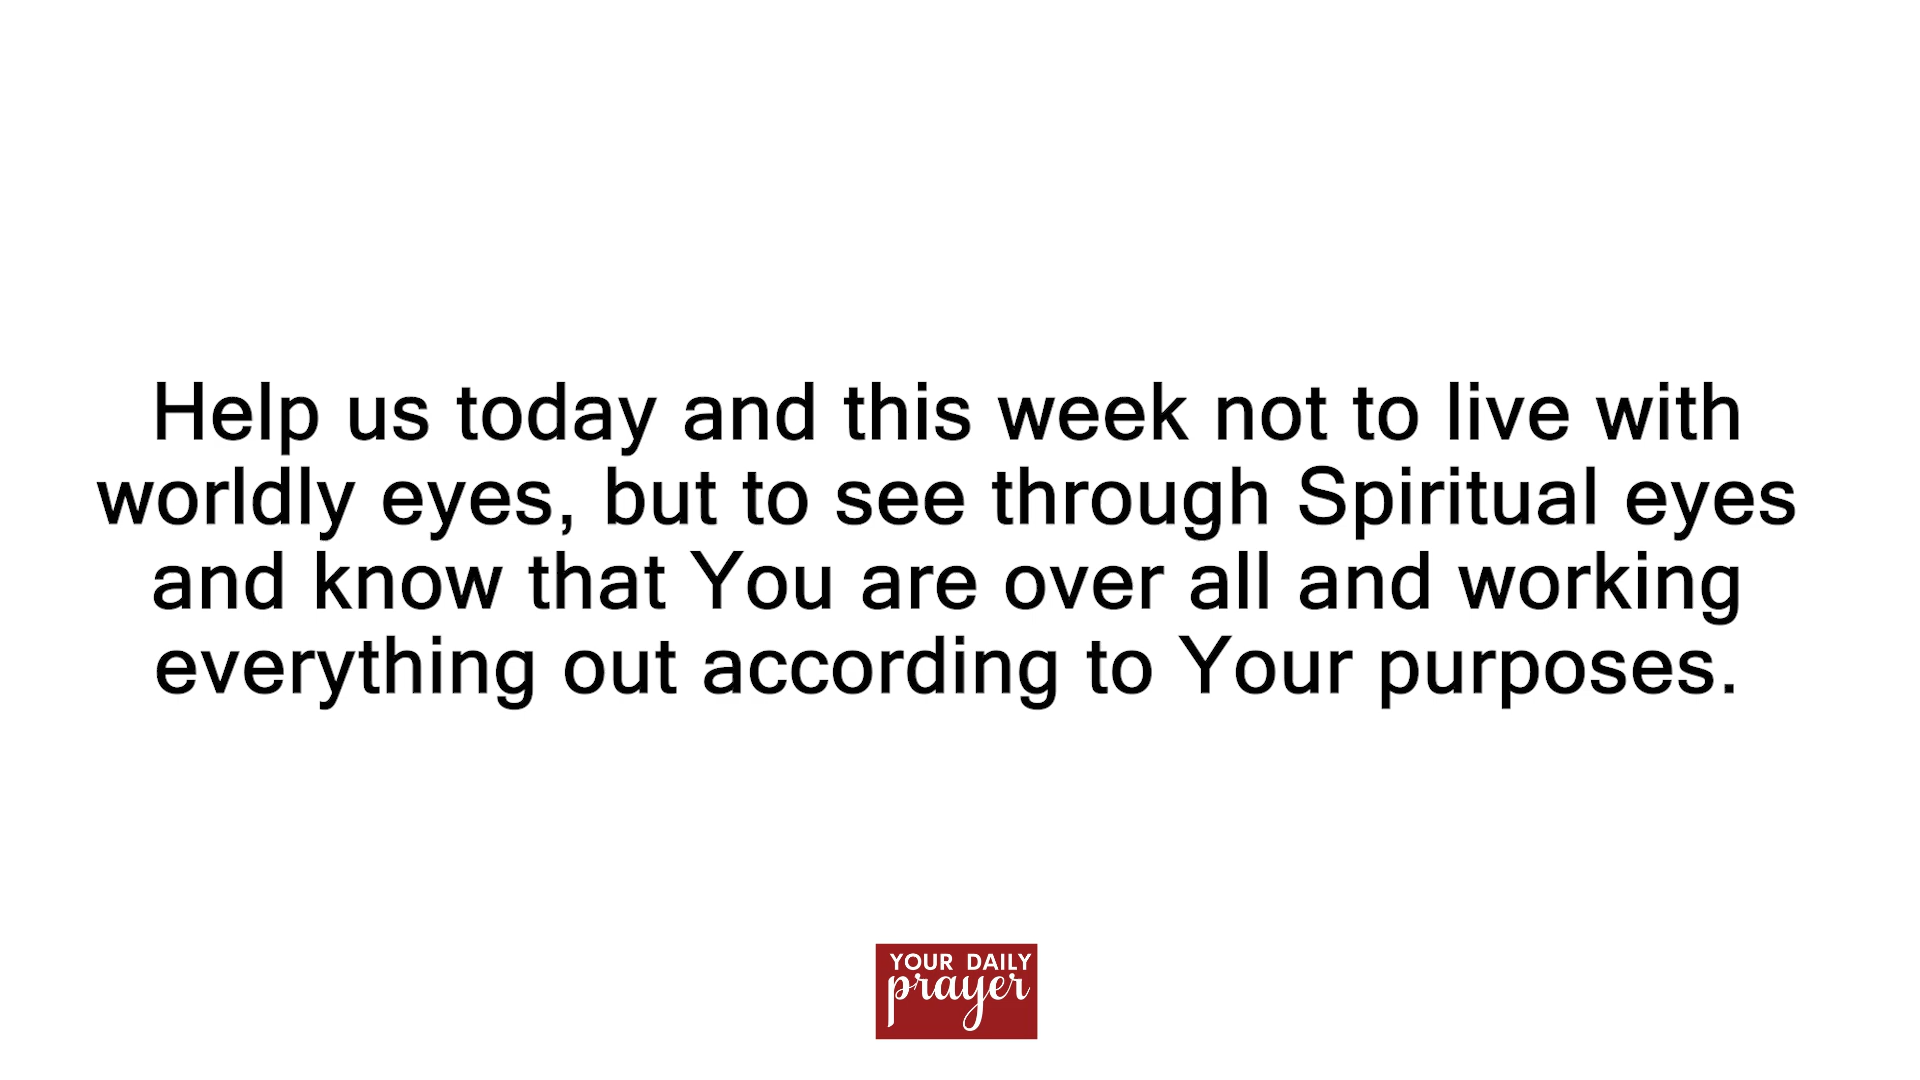 Help us today and this week not to live with
worldly eyes, but to see through Spiritual eyes
and know that You are over all and working
everything out according to Your purposes.
YOUR DAILY
prayer